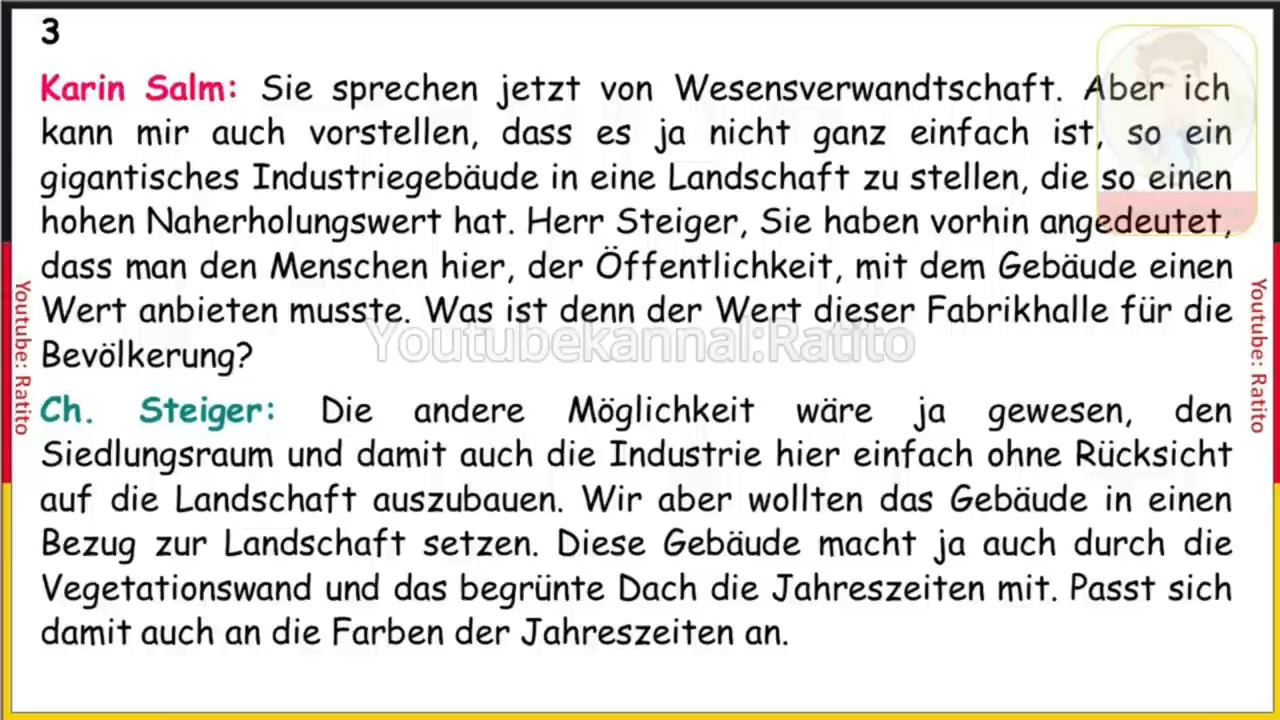 3
Karin Salm: Sie sprechen jetzt von Wesensverwandtschaft. Aber ich
kann mir auch vorstellen, dass es ja nicht ganz einfach ist, so ein
gigantisches Industriegebäude in eine Landschaft zu stellen, die so einen
hohen Naherholungswert hat. Herr Steiger, Sie haben vorhin angedeutet,
dass man den Menschen hier, der Öffentlichkeit, mit dem Gebäude einen
Wert anbieten musste. Was ist denn der Wert dieser Fabrikhalle für die
Bevölkerung?
Youtubekannal:Ratito
Ch. Steiger: Die andere Möglichkeit wäre ja gewesen, den
Siedlungsraum und damit auch die Industrie hier einfach ohne Rücksicht
auf die Landschaft auszubauen. Wir aber wollten das Gebäude in einen
Bezug zur Landschaft setzen. Diese Gebäude macht ja auch durch die
Vegetationswand und das begrünte Dach die Jahreszeiten mit. Passt sich
damit auch an die Farben der Jahreszeiten an.
Youtube: Ratito
Youtube: Ratito